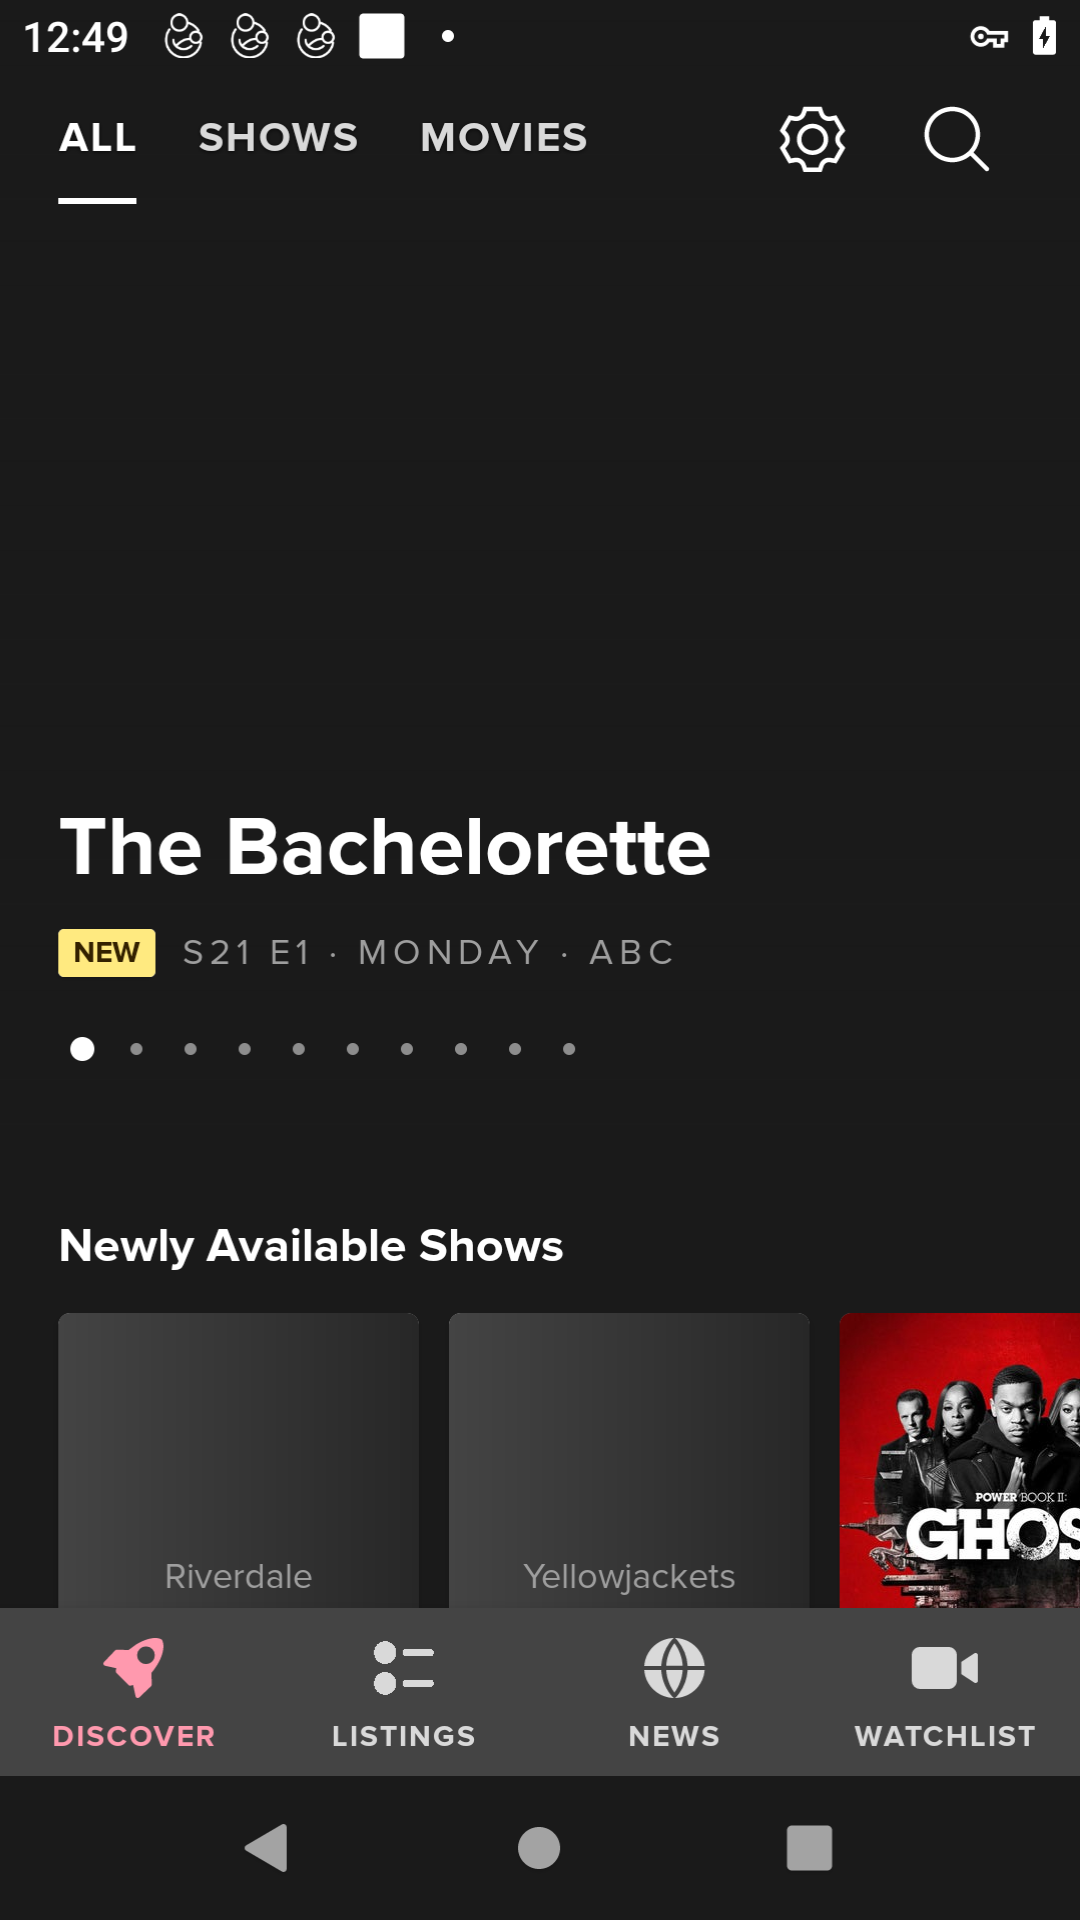 12:49
ALL SHOWS MOVIES
The Bachelorette
NEW S21 E1 · MONDAY · ABC
Newly Available Shows
Riverdale
Yellowjackets
POWER BOOK II:
GHOS
DISCOVER LISTINGS NEWS WATCHLIST